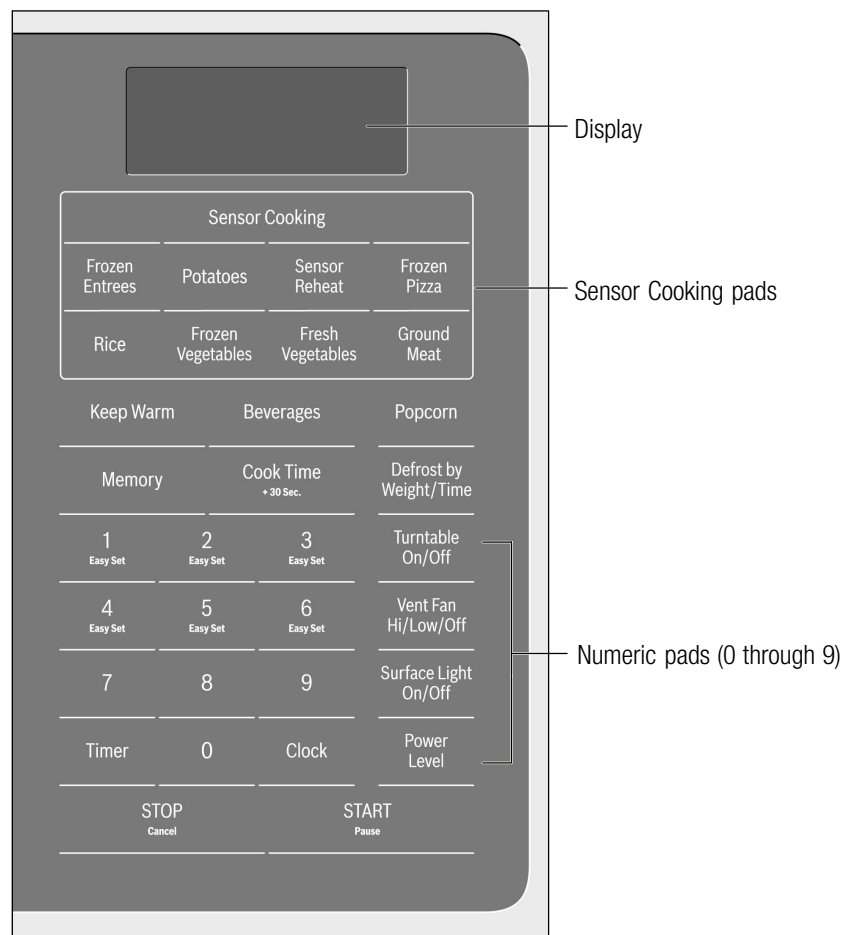 Display
Sensor Cooking
Frozen
Entrees
Potatoes
Sensor
Reheat
Frozen
Pizza
Sensor Cooking pads
Rice
Frozen
Vegetables
Fresh
Vegetables
Ground
Meat
Keep Warm
Beverages
Popcorn
Memory
Cook Time
+ 30 Sec.
Defrost by
Weight/Time
1
Easy Set
2
Easy Set
3
Easy Set
Turntable
On/Off
4
Easy Set
5
Easy Set
6
Easy Set
Vent Fan
Hi/Low/Off
Numeric pads (0 through 9)
7
8
9
Surface Light
On/Off
Timer
0
Clock
Power
Level
STOP
Cancel
START
Pause